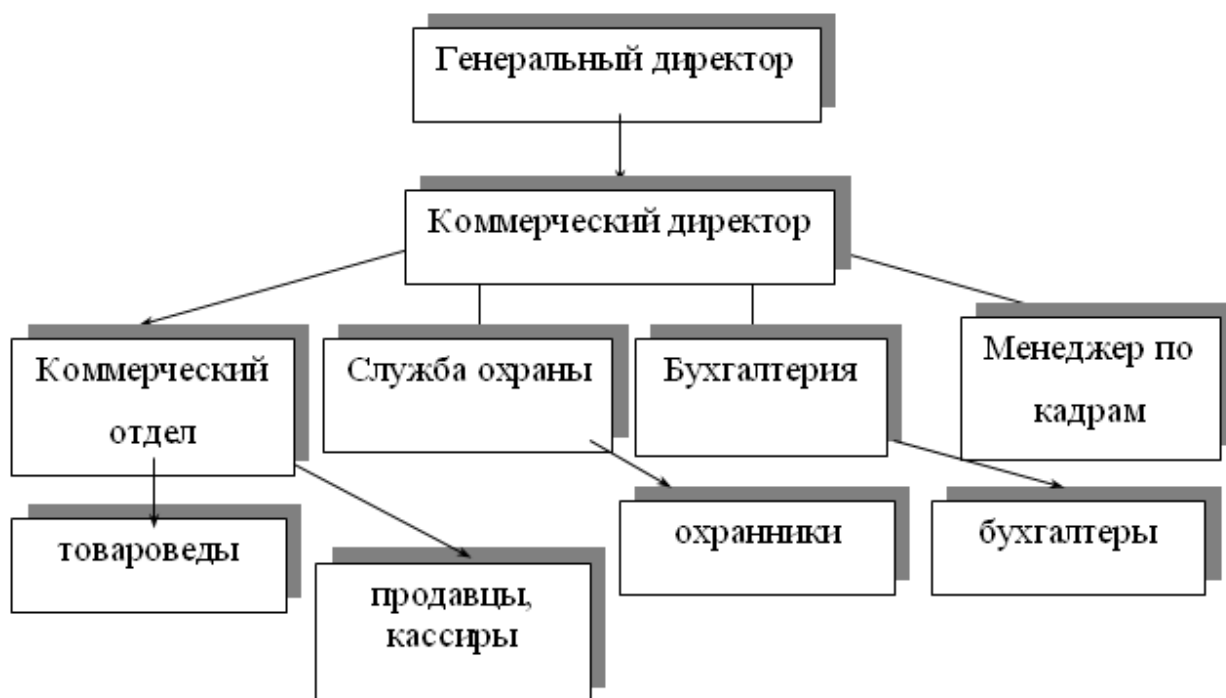 Генеральный директор
Коммерческий директор
Коммерческий
отдел
Служба охраны
Бухгалтерия
Менеджер по
кадрам
товароведы
продавцы,
кассиры
охранники
бухгалтеры